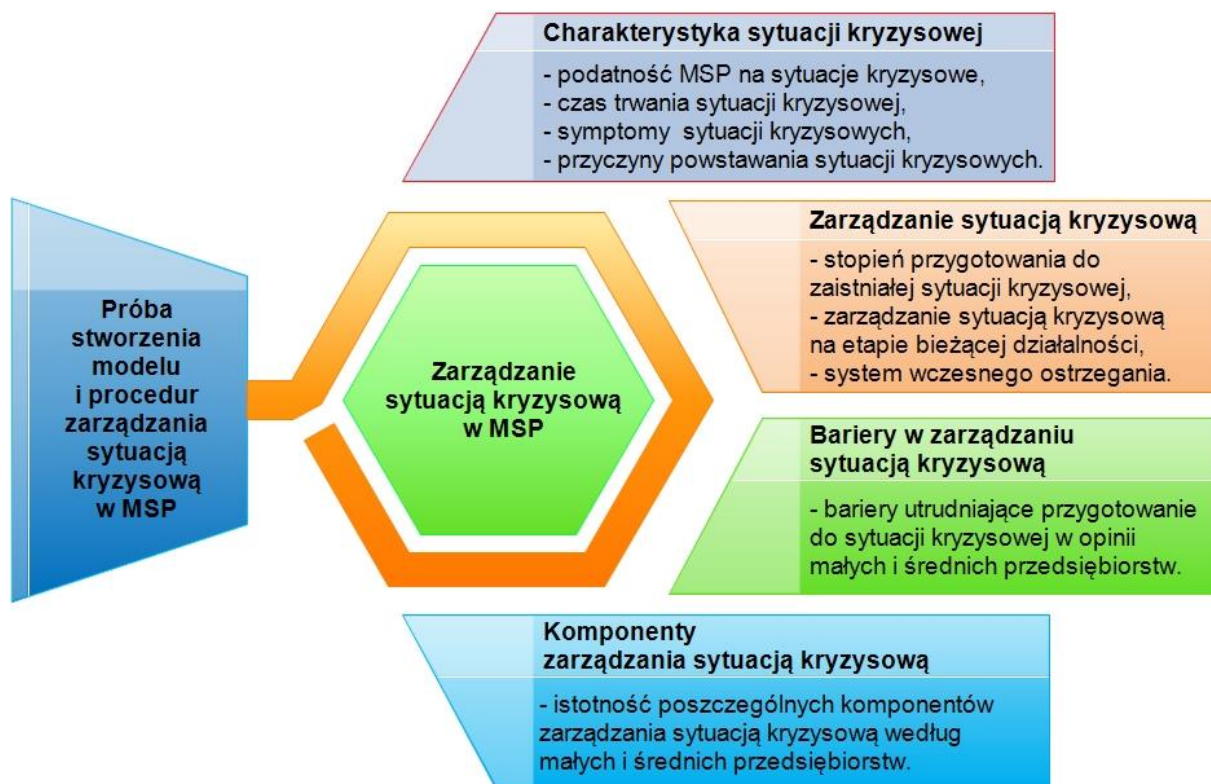 Charakterystyka sytuacji kryzysowej
- podatność MSP na sytuacje kryzysowe,
- czas trwania sytuacji kryzysowej,
- symptomy sytuacji kryzysowych,
- przyczyny powstawania sytuacji kryzysowych.
Próba
stworzenia
modelu
i procedur
zarządzania
sytuacją
kryzysową
w MSP
Zarządzanie
sytuacją kryzysową
w MSP
Zarządzanie sytuacją kryzysową
- stopień przygotowania do
zaistniałej sytuacji kryzysowej,
- zarządzanie sytuacją kryzysową
na etapie bieżącej działalności,
- system wczesnego ostrzegania.
Bariery w zarządzaniu
sytuacją kryzysową
- bariery utrudniające przygotowanie
do sytuacji kryzysowej w opinii
małych i średnich przedsiębiorstw.
Komponenty
zarządzania sytuacją kryzysową
- istotność poszczególnych komponentów
zarządzania sytuacją kryzysową według
małych i średnich przedsiębiorstw.